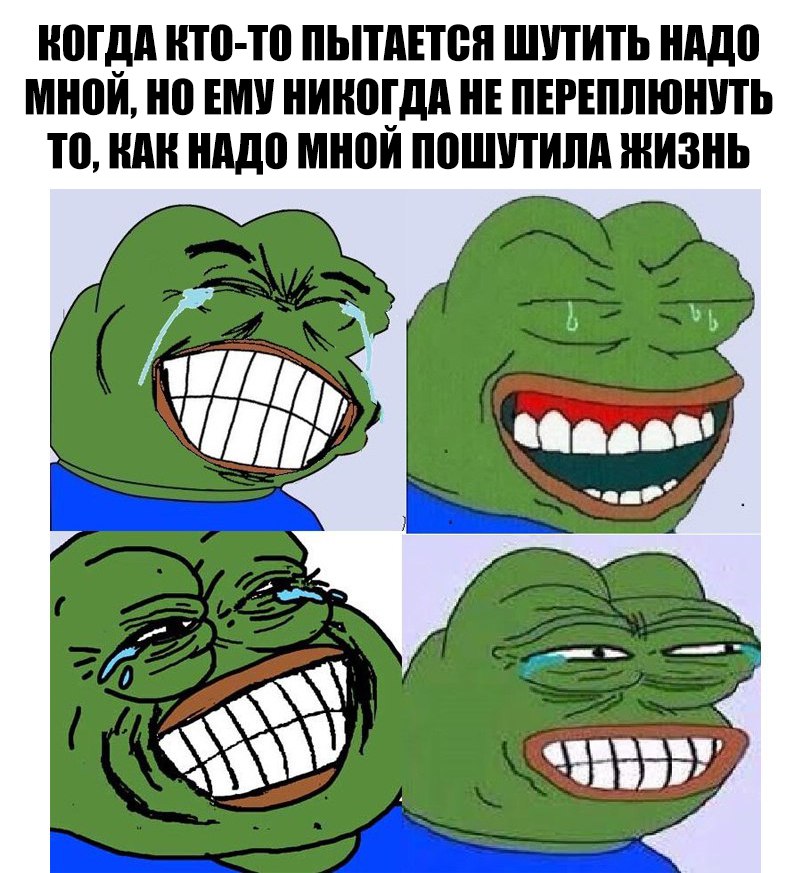 КОГДА КТО-ТО ПЫТАЕТСЯ ШУТИТЬ НАДО
МНОЙ, НО ЕМУ НИКОГДА НЕ ПЕРЕПЛЮНУТЬ
ТО, КАК НАДО МНОЙ ПОШУТИЛА ЖИЗНЬ